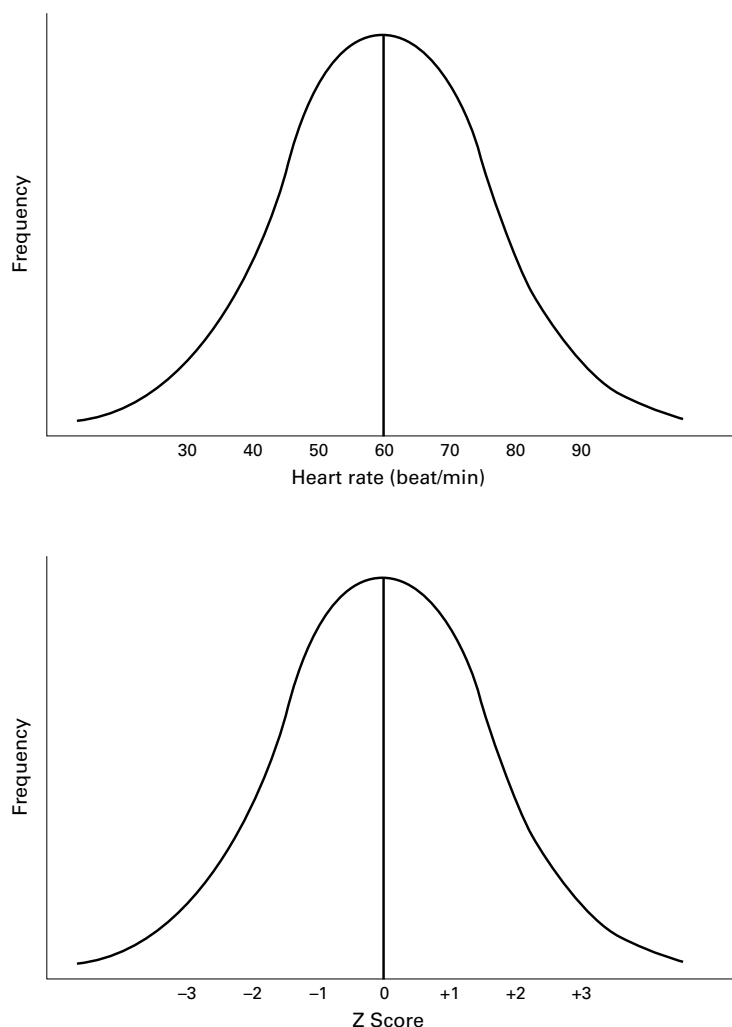 Frequency
30 40 50 60 70 80 90
Heart rate (beat/min)
Frequency
–3 –2 –1 0 +1 +2 +3
Z Score